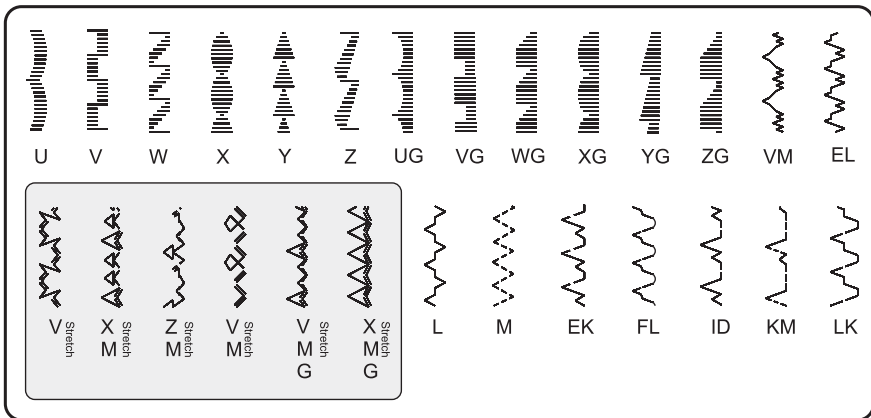 U V W X Y Z UG VG WG XG YG ZG VM EL
V Stretch X M Stretch Z M Stretch V M Stretch V M G Stretch X M G Stretch L M EK FL ID KM LK